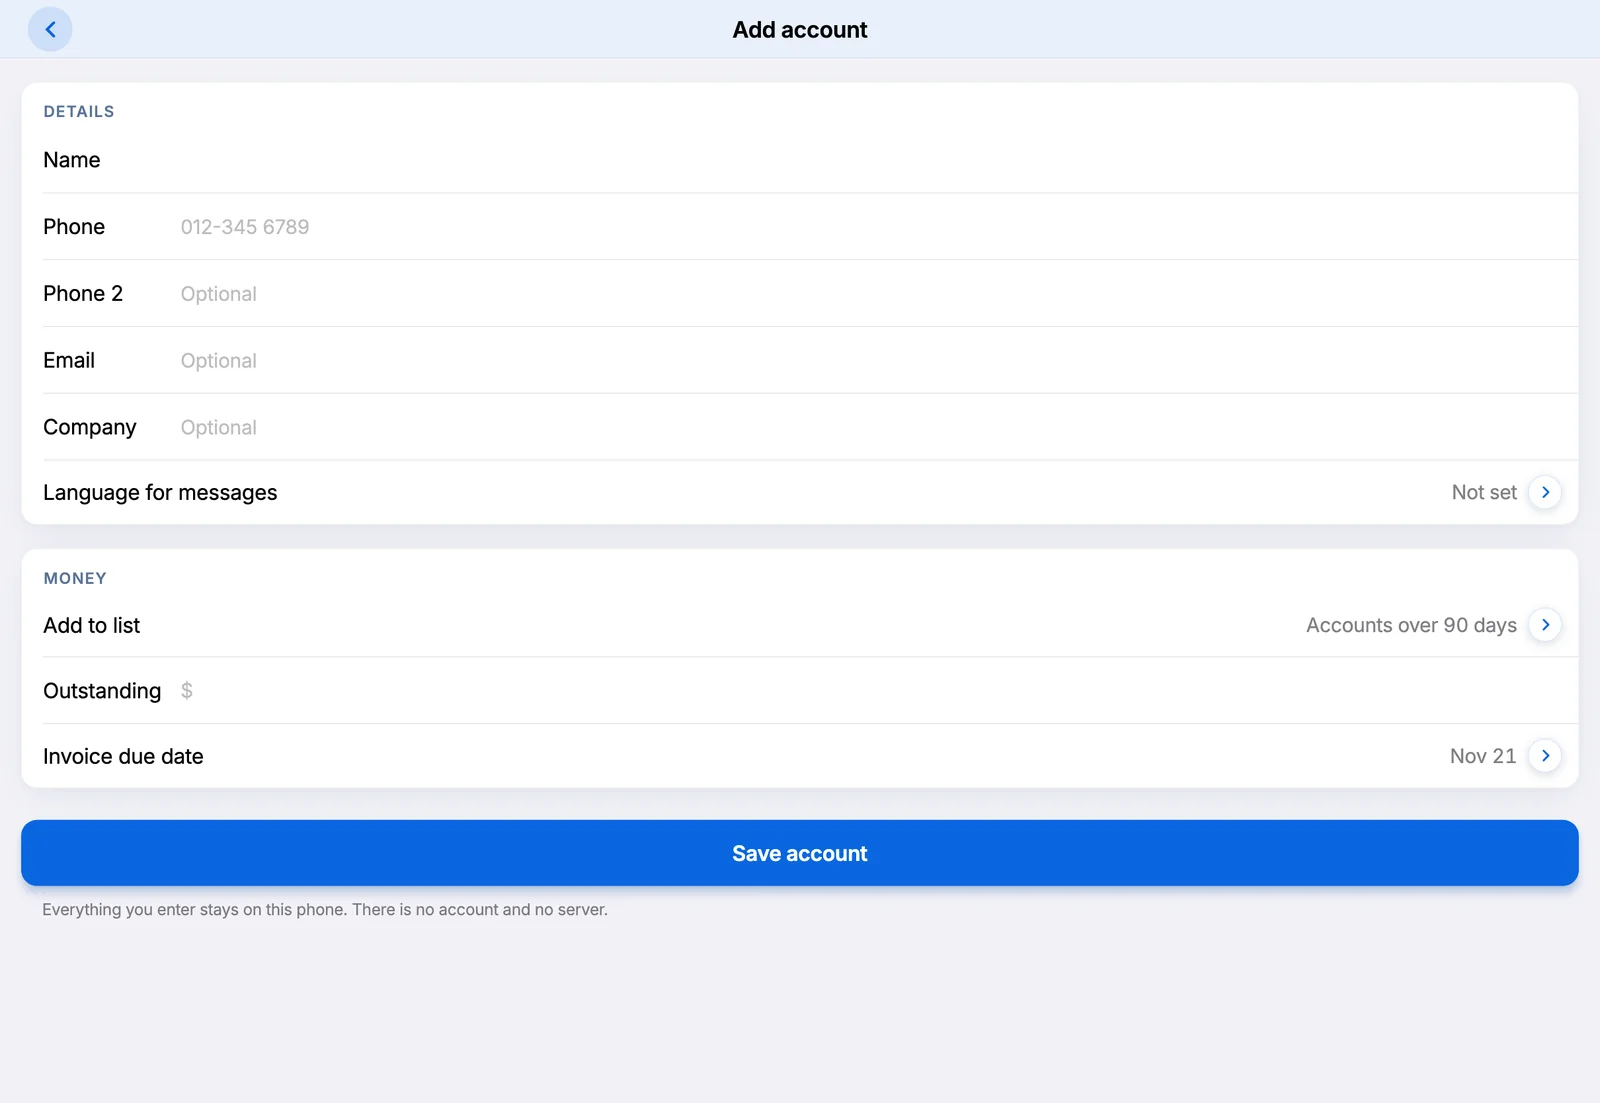 Add account
DETAILS
Name
Phone 012-345 6789
Phone 2 Optional
Email Optional
Company Optional
Language for messages Not set
MONEY
Add to list Accounts over 90 days
Outstanding $
Invoice due date Nov 21
Save account
Everything you enter stays on this phone. There is no account and no server.